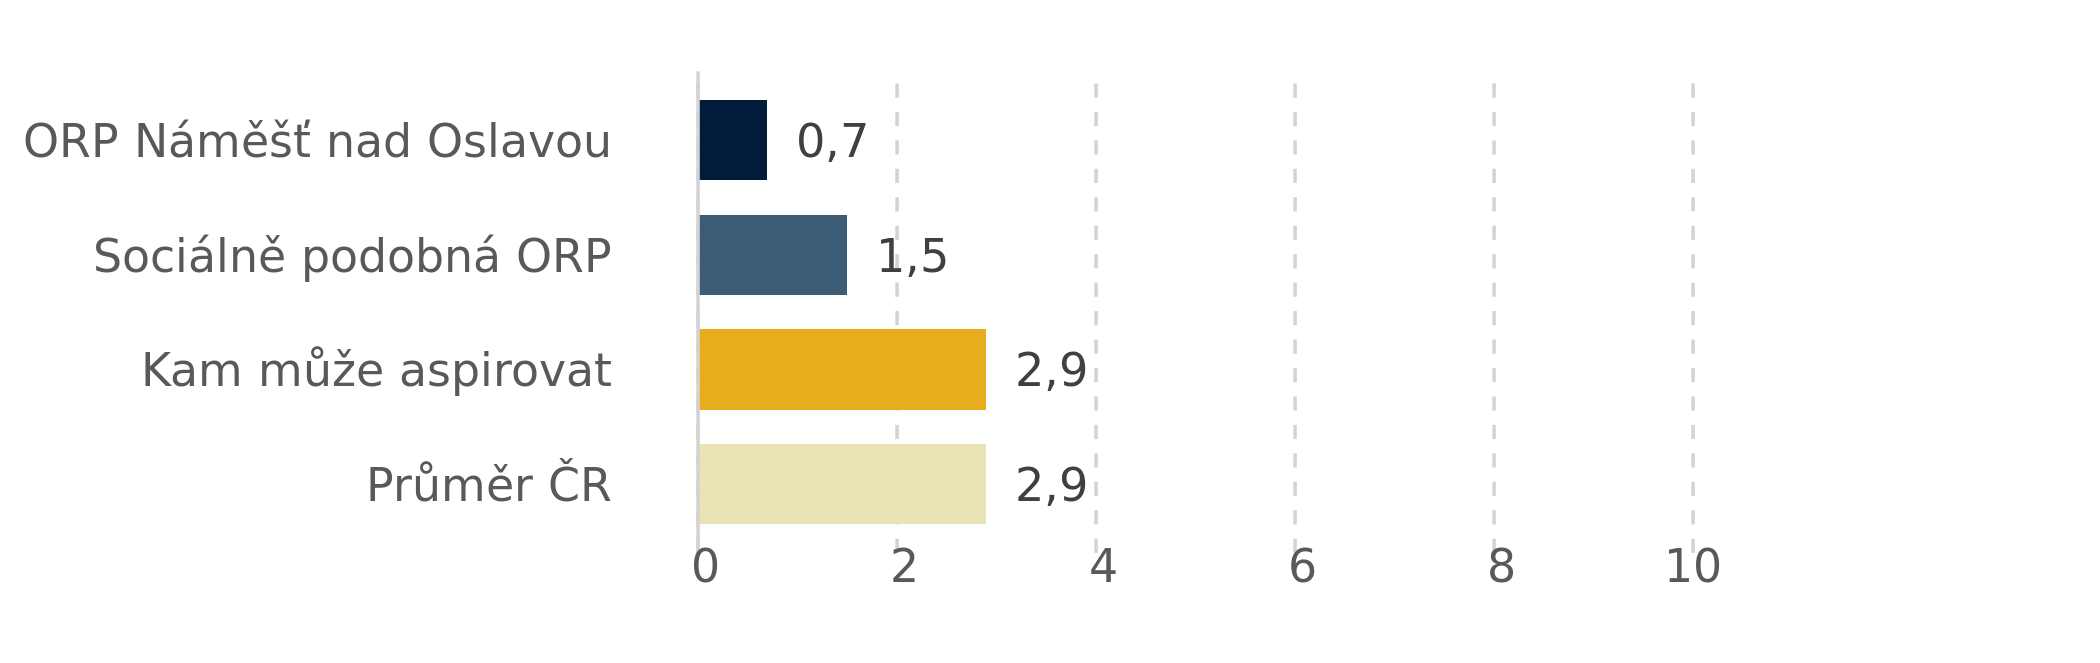 ORP Náměšť nad Oslavou 0,7
Sociálně podobná ORP 1,5
Kam může aspirovat 2,9
Průměr ČR 2,9
0 2 4 6 8 10